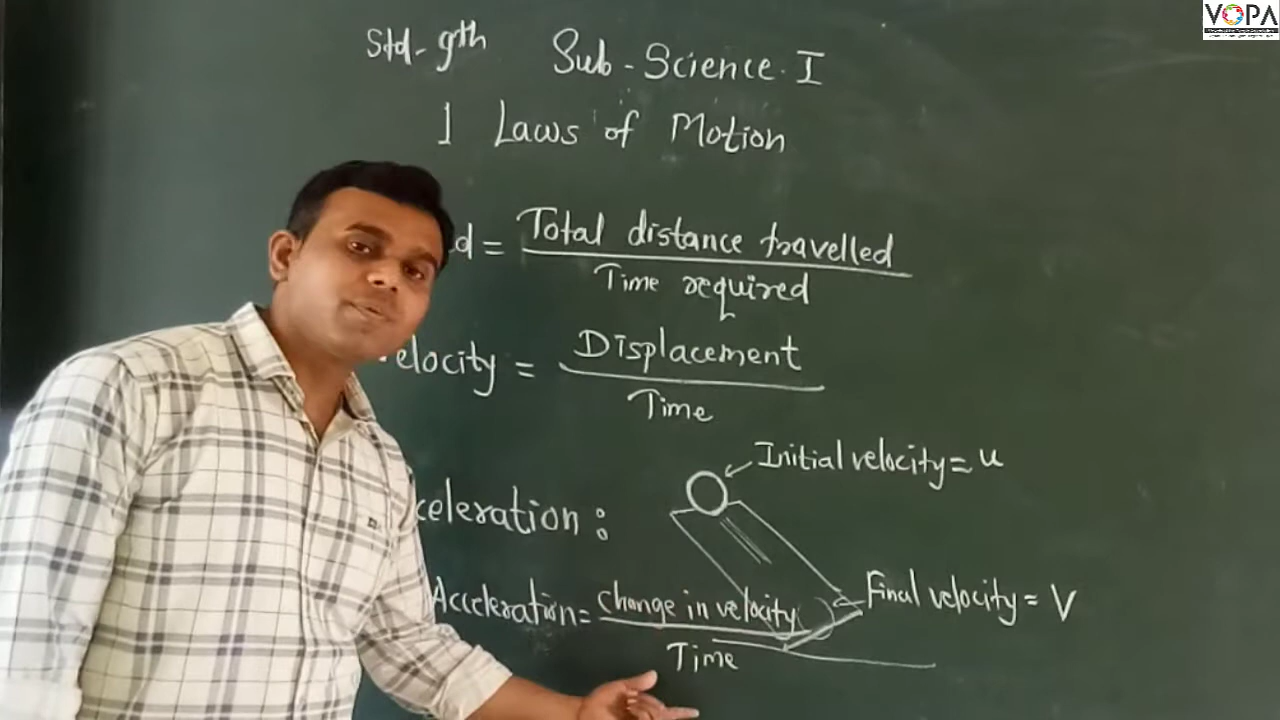 VOPA
Std - 9th Sub - Science. I
1 Laws of Motion
d = Total distance travelled
Time required
elocity = Displacement
Time
Initial velocity = u
celeration :
Final velocity = V
Acceleration = change in velocity
Time